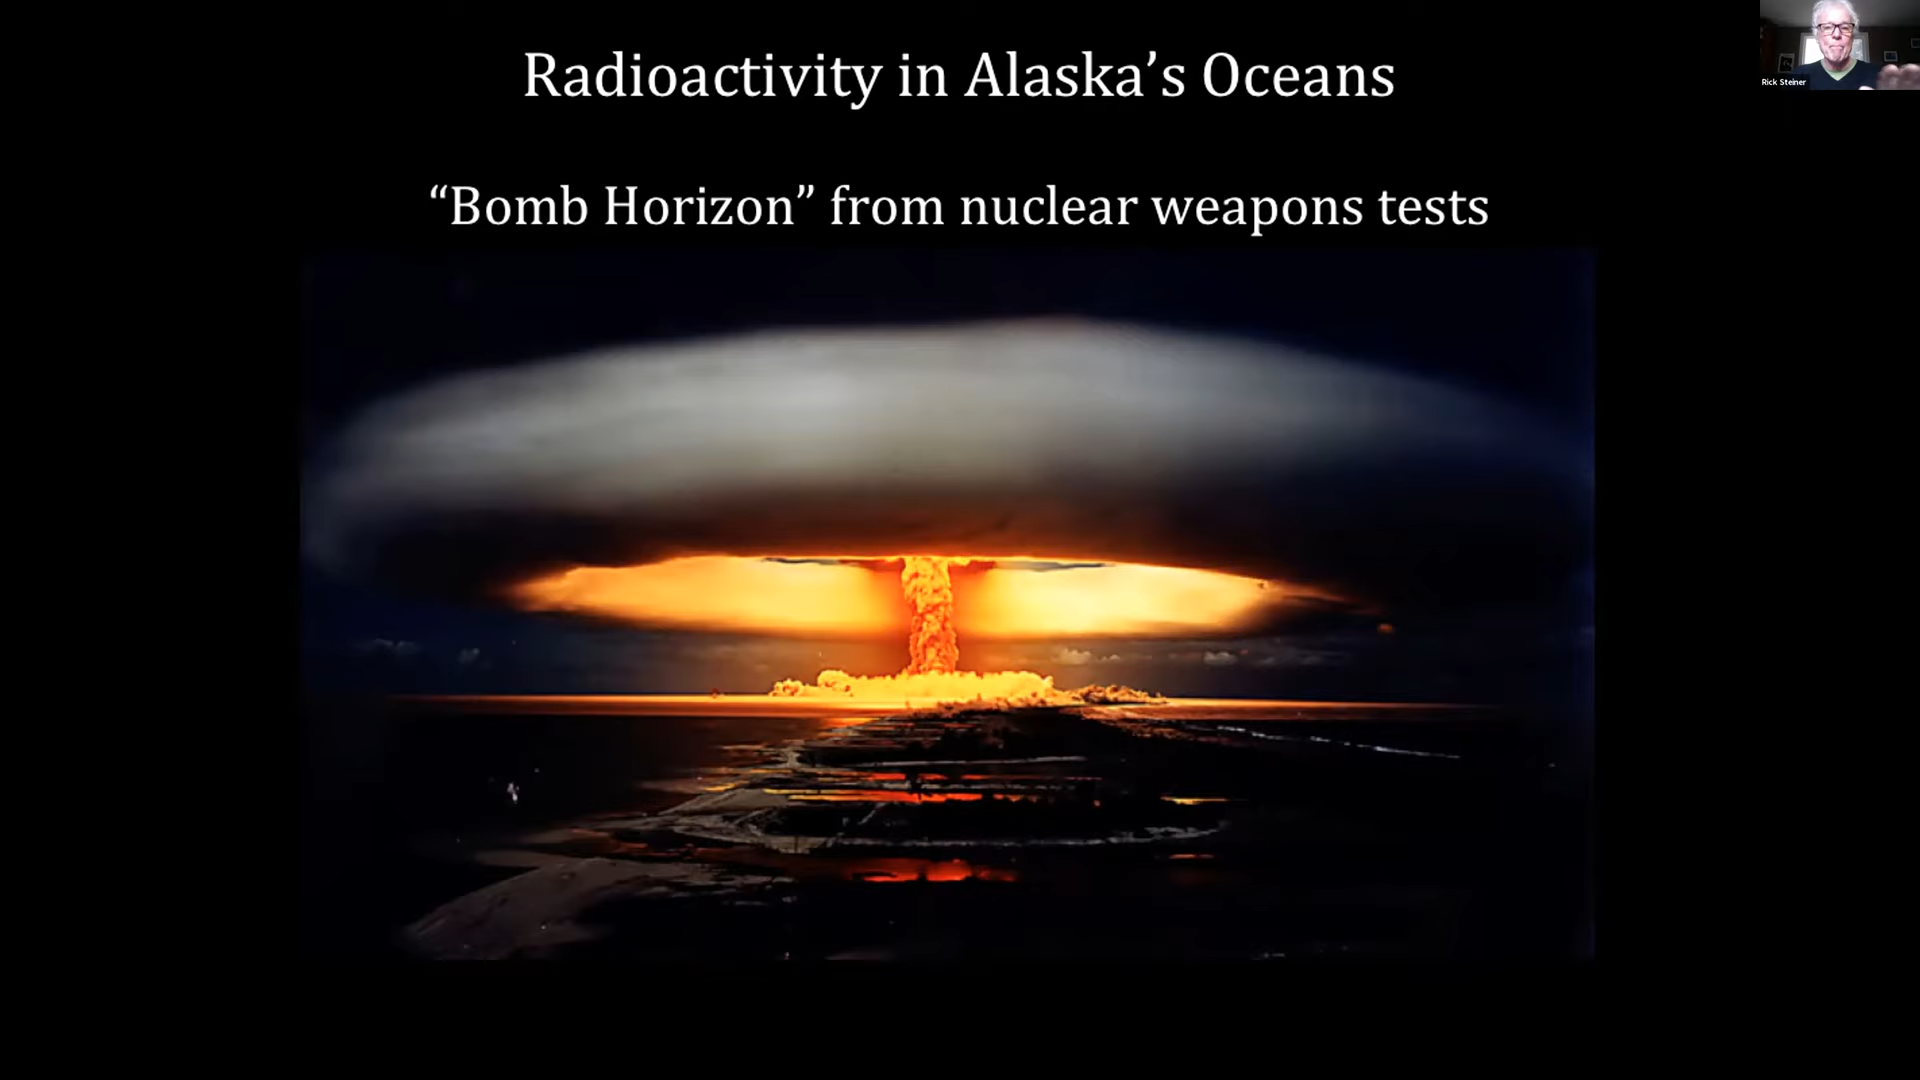 Radioactivity in Alaska’s Oceans
“Bomb Horizon” from nuclear weapons tests
Rick Steiner